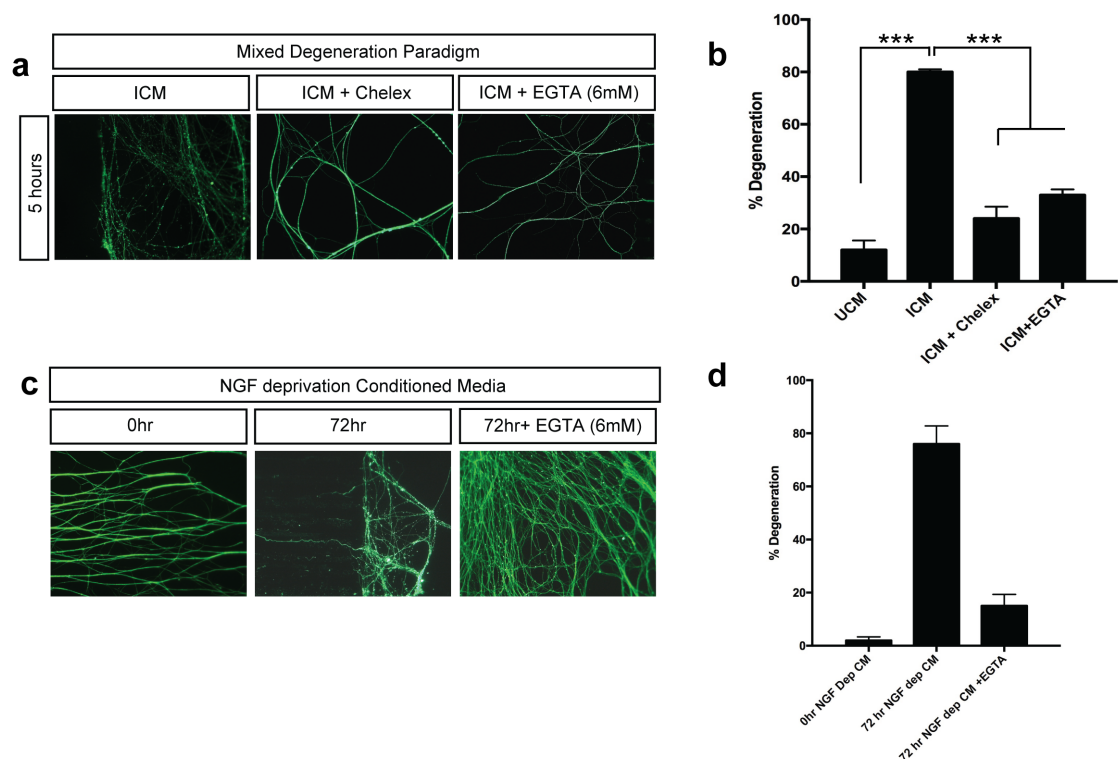 a
Mixed Degeneration Paradigm
ICM
ICM + Chelex
ICM + EGTA (6mM)
5 hours
b
100
80
60
40
20
0
% Degeneration
***
***
UCM
ICM
ICM + Chelex
ICM+EGTA
c
NGF deprivation Conditioned Media
0hr
72hr
72hr+ EGTA (6mM)
d
100
80
60
40
20
0
% Degeneration
0hr NGF Dep CM
72 hr NGF dep CM
72 hr NGF dep CM +EGTA